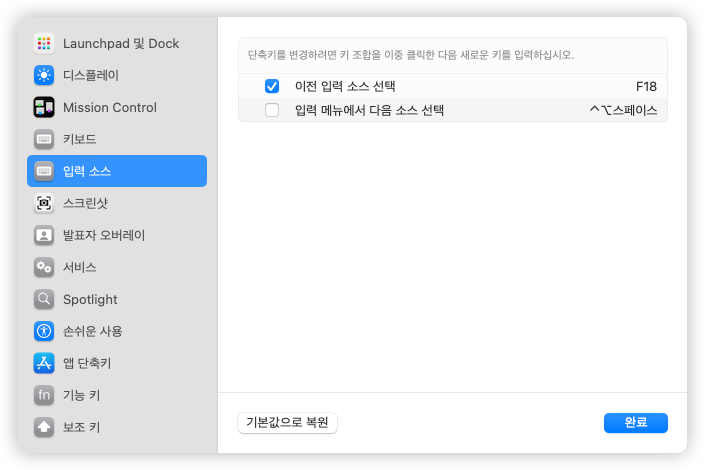 Launchpad 및 Dock
디스플레이
Mission Control
키보드
입력 소스
스크린샷
발표자 오버레이
서비스
Spotlight
손쉬운 사용
앱 단축키
fn 기능 키
보조 키
단축키를 변경하려면 키 조합을 이중 클릭한 다음 새로운 키를 입력하십시오.
이전 입력 소스 선택 F18
입력 메뉴에서 다음 소스 선택 ^⌥스페이스
기본값으로 복원
완료